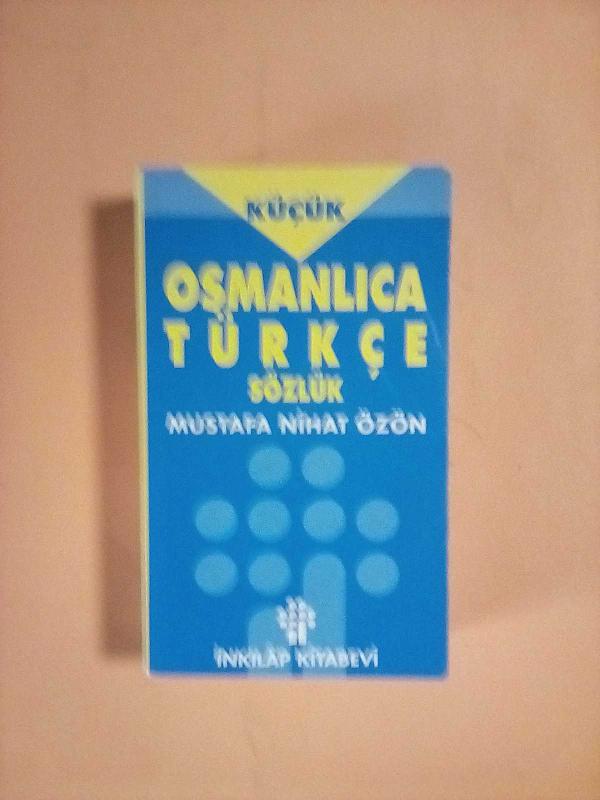 KÜÇÜK
OSMANLICA
TÜRKÇE
SÖZLÜK
MUSTAFA NİHAT ÖZÖN
İNKILÂP KİTABEVİ